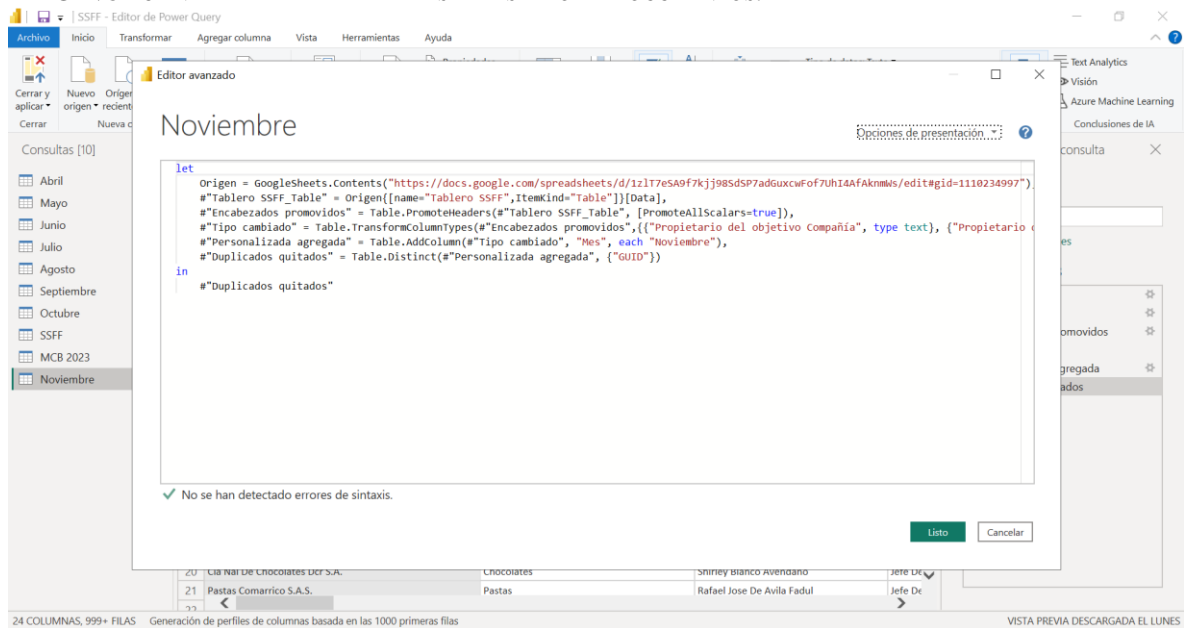 SSFF - Editor de Power Query
Archivo Inicio Transformar Agregar columna Vista Herramientas Ayuda
Cerrar y aplicar
Nuevo origen
Cerrar
Text Analytics
Visión
Azure Machine Learning
Conclusiones de IA
Consultas [10]
Abril
Mayo
Junio
Julio
Agosto
Septiembre
Octubre
SSFF
MCB 2023
Noviembre
Editor avanzado
Noviembre
Opciones de presentación
let
Origen = GoogleSheets.Contents("https://docs.google.com/spreadsheets/d/1zlT7eSA9f7kjj98SdSP7adGuxcwFof7UhI4AfAknmWs/edit#gid=1110234997")
#"Tablero SSFF_Table" = Origen{[name="Tablero SSFF",ItemKind="Table"]}[Data],
#"Encabezados promovidos" = Table.PromoteHeaders(#"Tablero SSFF_Table", [PromoteAllScalars=true]),
#"Tipo cambiado" = Table.TransformColumnTypes(#"Encabezados promovidos",{{"Propietario del objetivo Compañía", type text}, {"Propietario
#"Personalizada agregada" = Table.AddColumn(#"Tipo cambiado", "Mes", each "Noviembre"),
#"Duplicados quitados" = Table.Distinct(#"Personalizada agregada", {"GUID"})
in
#"Duplicados quitados"
No se han detectado errores de sintaxis.
Listo Cancelar
consulta
20 Cia Nal De Chocolates Dcr S.A. Chocolates Shirley Blanco Avendano Jefe De
21 Pastas Comarrico S.A.S. Pastas Rafael Jose De Avila Fadul Jefe De
24 COLUMNAS, 999+ FILAS Generación de perfiles de columnas basada en las 1000 primeras filas VISTA PREVIA DESCARGADA EL LUNES